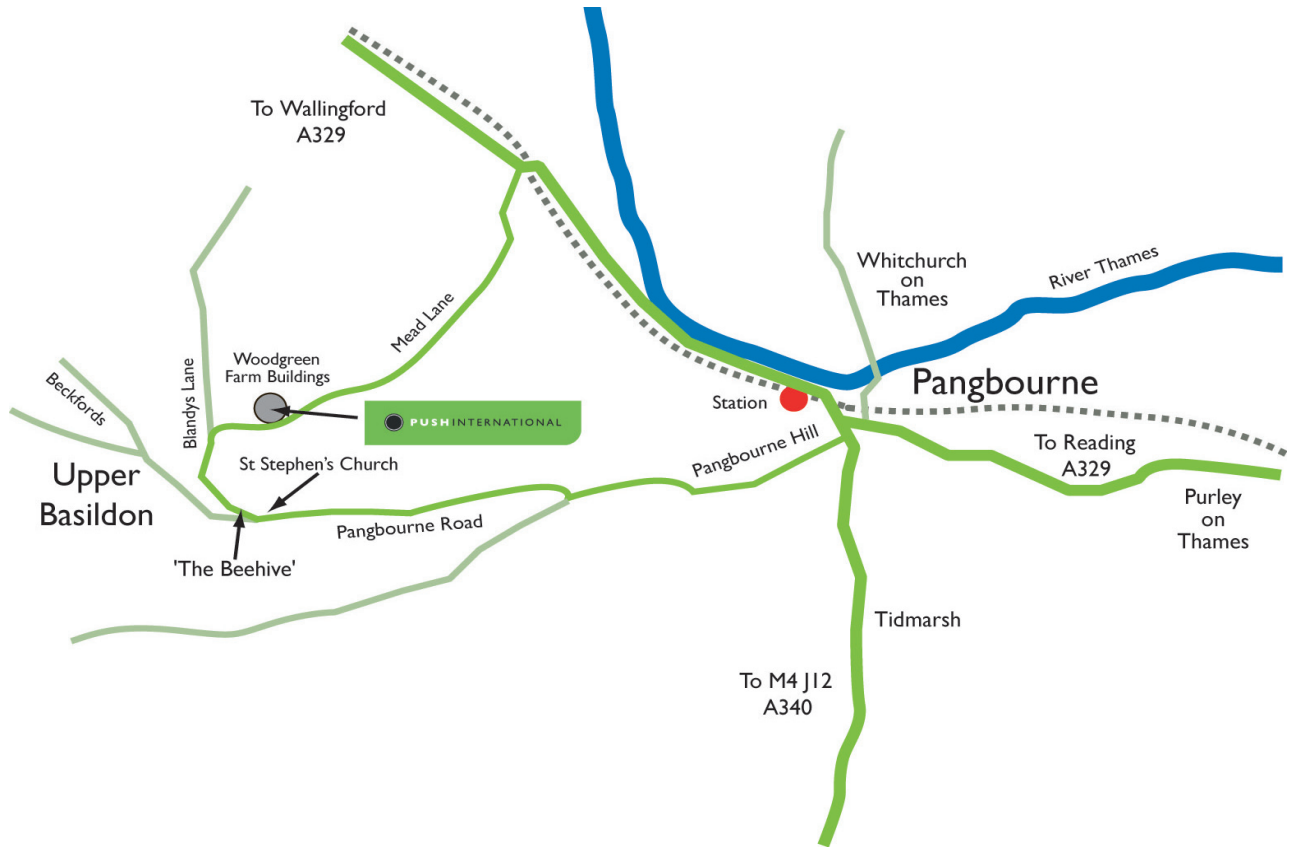 To Wallingford
A329
Whitchurch
on
Thames
River Thames
Mead Lane
Woodgreen
Farm Buildings
Blandys Lane
Beckfords
PUSHINTERNATIONAL
Station
Pangbourne
To Reading
A329
Pangbourne Hill
St Stephen's Church
Upper
Basildon
Pangbourne Road
Purley
on
Thames
'The Beehive'
Tidmarsh
To M4 J12
A340